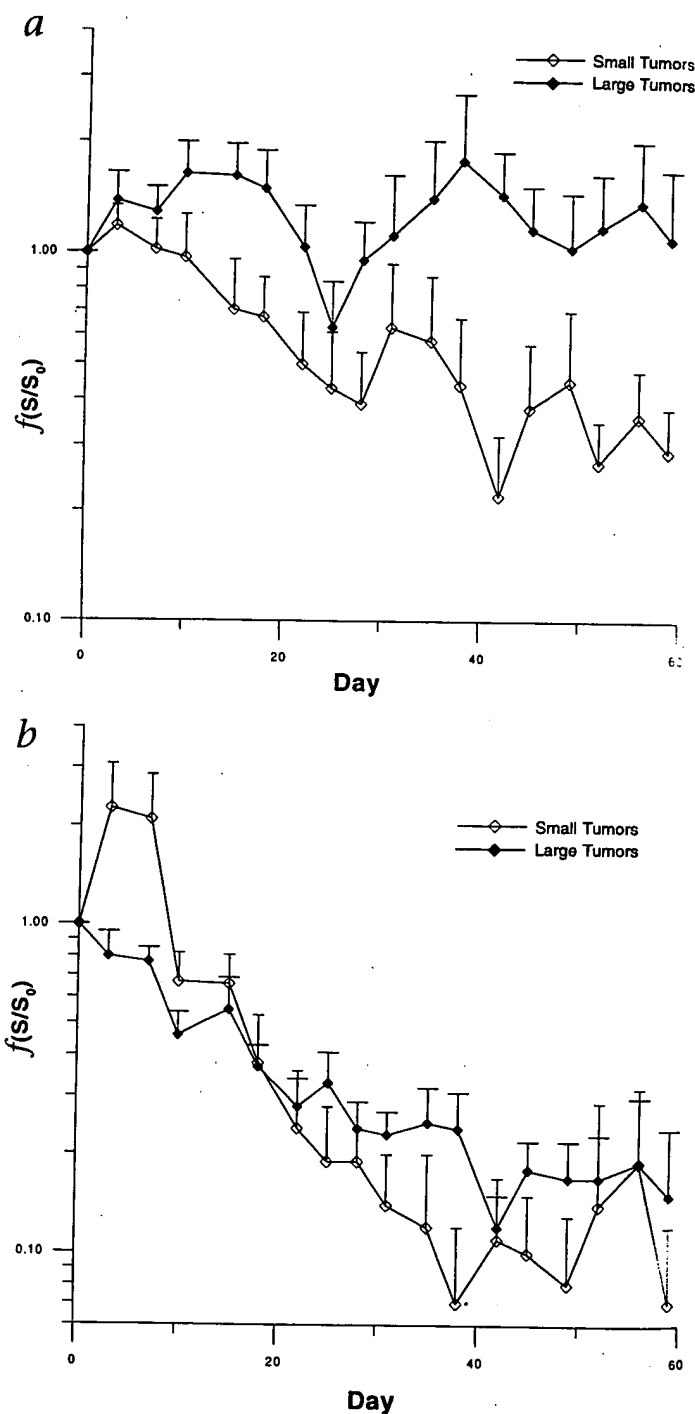 a
Small Tumors
Large Tumors
1.00
f(S/S₀)
0.10
0 20 40
Day
b
Small Tumors
Large Tumors
1.00
f(S/S₀)
0.10
0 20 40 60
Day